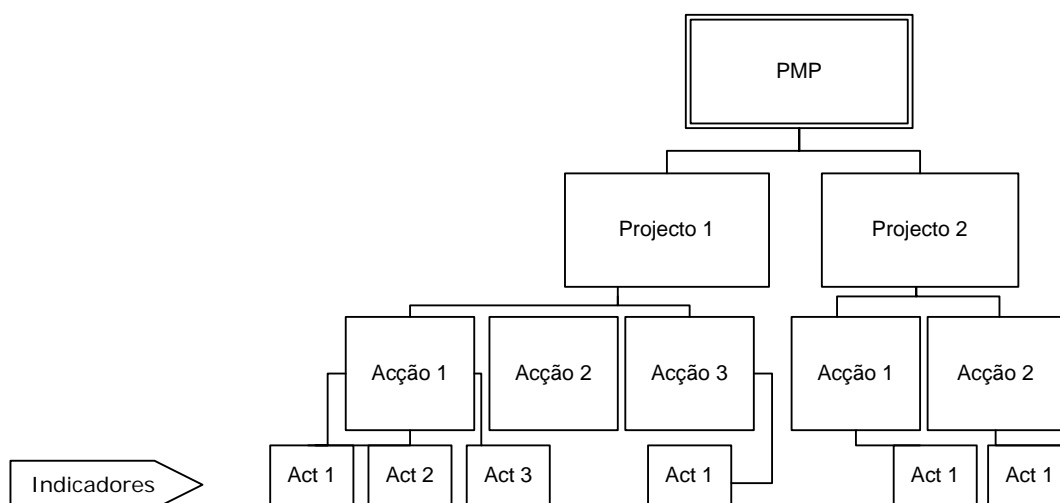 PMP
Projecto 1
Projecto 2
Acção 1
Acção 2
Acção 3
Acção 1
Acção 2
Indicadores
Act 1
Act 2
Act 3
Act 1
Act 1
Act 1